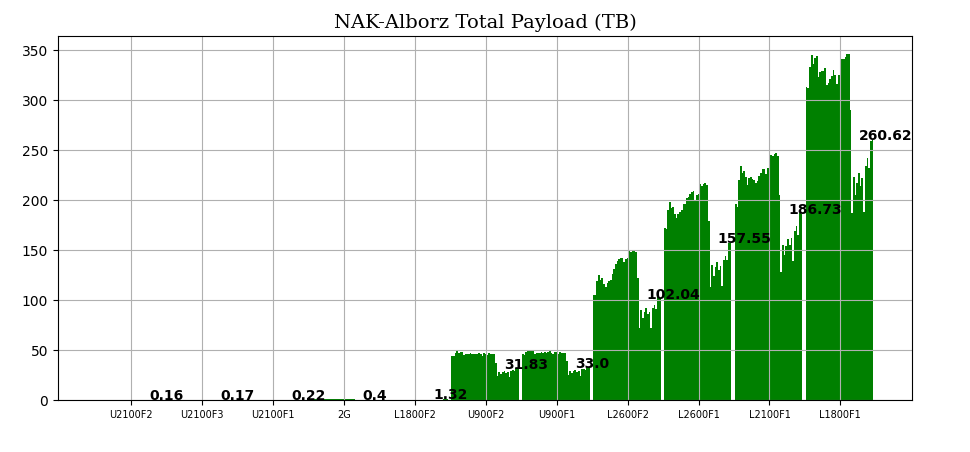 NAK-Alborz Total Payload (TB)
350
300
250
200
150
100
50
0
260.62
186.73
157.55
102.04
31.83
33.0
0.16
0.17
0.22
0.4
1.32
U2100F2
U2100F3
U2100F1
2G
L1800F2
U900F2
U900F1
L2600F2
L2600F1
L2100F1
L1800F1